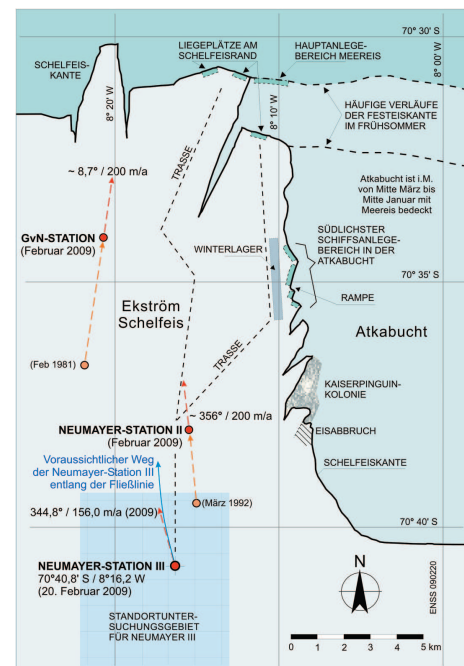 70° 30' S
8° 00' W
LIEGEPLÄTZE AM
SCHELFEISRAND
HAUPTANLEGE-
BEREICH MEEREIS
SCHELFEIS-
KANTE
8° 20' W
8° 10' W
HÄUFIGE VERLÄUFE
DER FESTEISKANTE
IM FRÜHSOMMER
TRASSE
~ 8,7° / 200 m/a
Atkabucht ist i.M.
von Mitte März bis
Mitte Januar mit
Meereis bedeckt
GvN-STATION
(Februar 2009)
SÜDLICHSTER
SCHIFFSANLEGE-
BEREICH IN DER
ATKABUCHT
WINTERLAGER
70° 35' S
RAMPE
Ekström
Schelfeis
Atkabucht
TRASSE
(Feb 1981)
KAISERPINGUIN-
KOLONIE
~ 356° / 200 m/a
NEUMAYER-STATION II
(Februar 2009)
EISABBRUCH
Voraussichtlicher Weg
der Neumayer-Station III
entlang der Fließlinie
SCHELFEISKANTE
(März 1992)
344,8° / 156,0 m/a (2009)
70° 40' S
NEUMAYER-STATION III
70°40,8' S / 8°16,2 W
(20. Februar 2009)
N
ENSS 090220
STANDORTUNTER-
SUCHUNGSGEBIET
FÜR NEUMAYER III
0 1 2 3 4 5 km